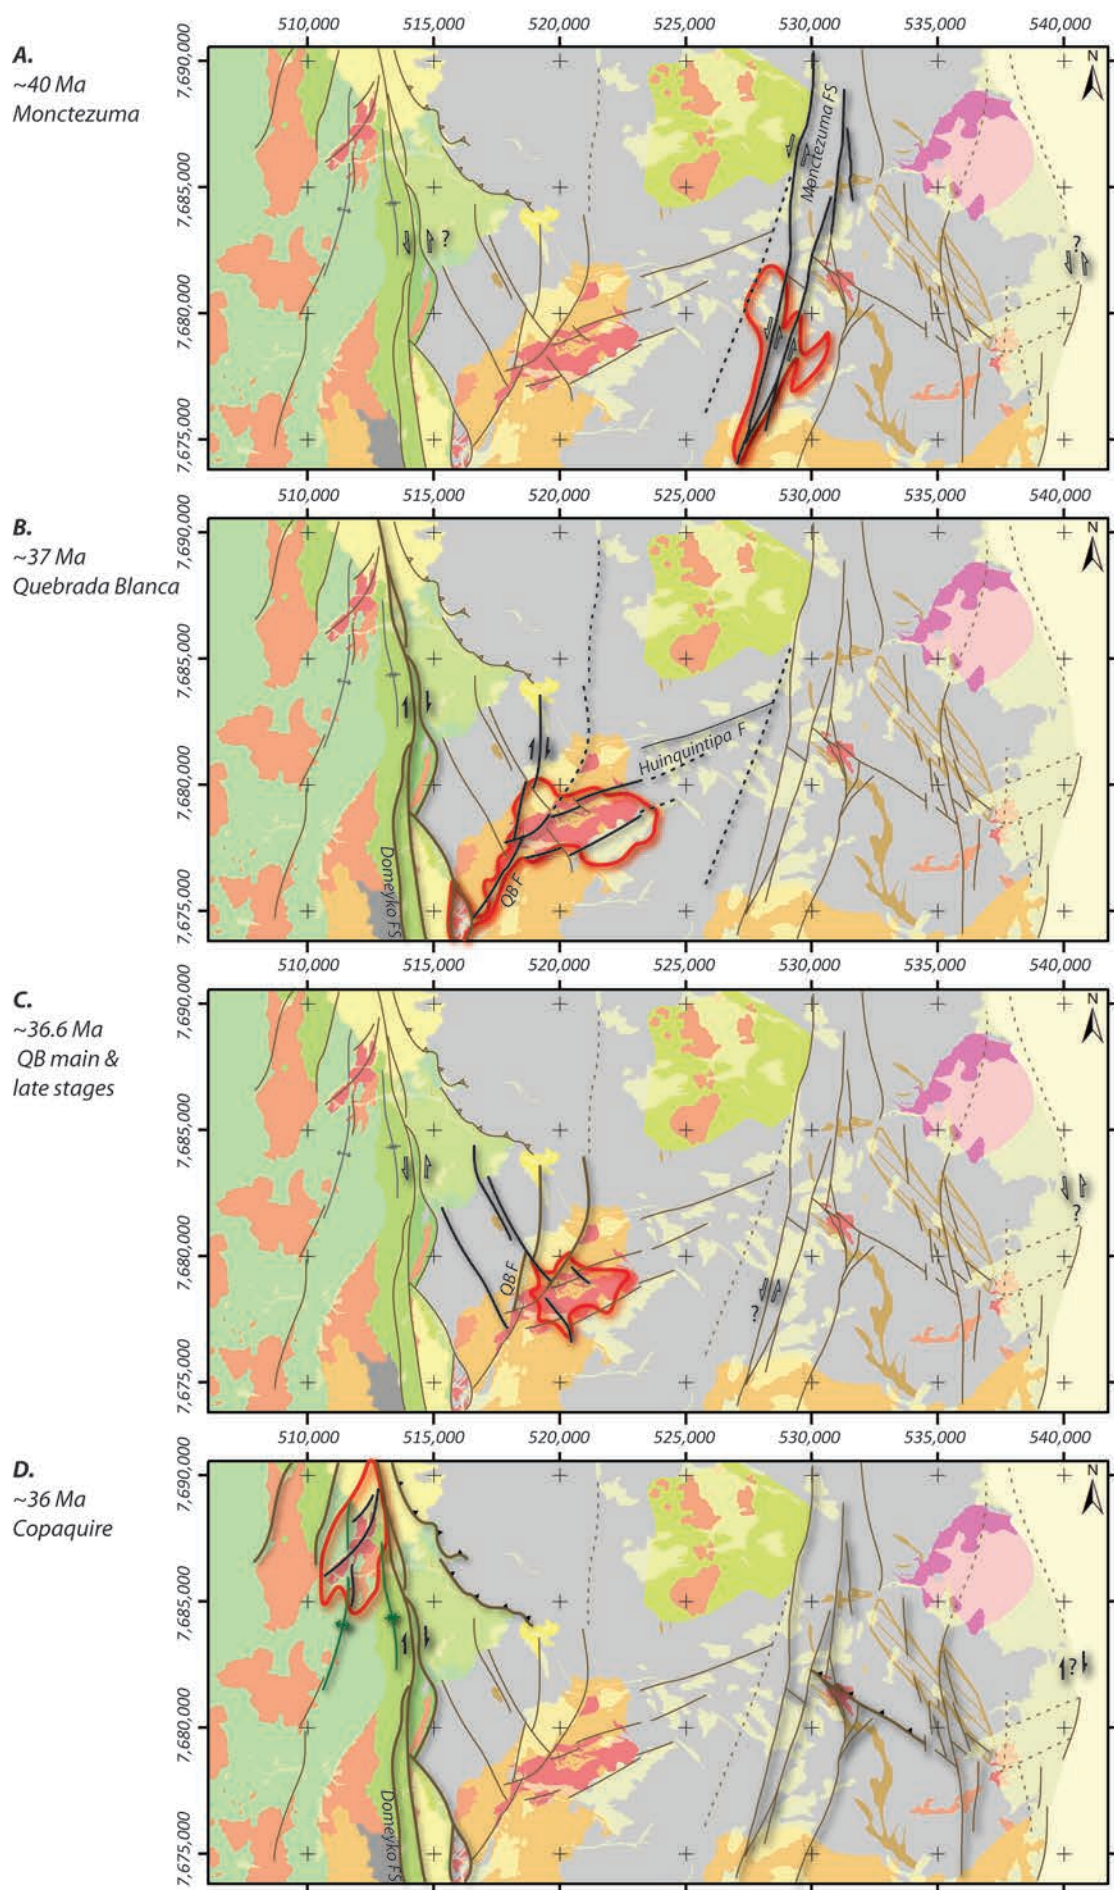 510,000 515,000 520,000 525,000 530,000 535,000 540,000
A.
~40 Ma
Monctezuma
7,690,000
7,685,000
7,680,000
7,675,000
N
Monctezuma FS
?
?
510,000 515,000 520,000 525,000 530,000 535,000 540,000
B.
~37 Ma
Quebrada Blanca
7,690,000
7,685,000
7,680,000
7,675,000
N
Huinquintipa F
Domeyko FS
QB F
510,000 515,000 520,000 525,000 530,000 535,000 540,000
C.
~36.6 Ma
QB main &
late stages
7,690,000
7,685,000
7,680,000
7,675,000
N
QB F
?
?
510,000 515,000 520,000 525,000 530,000 535,000 540,000
D.
~36 Ma
Copaquire
7,690,000
7,685,000
7,680,000
7,675,000
N
?
Domeyko FS